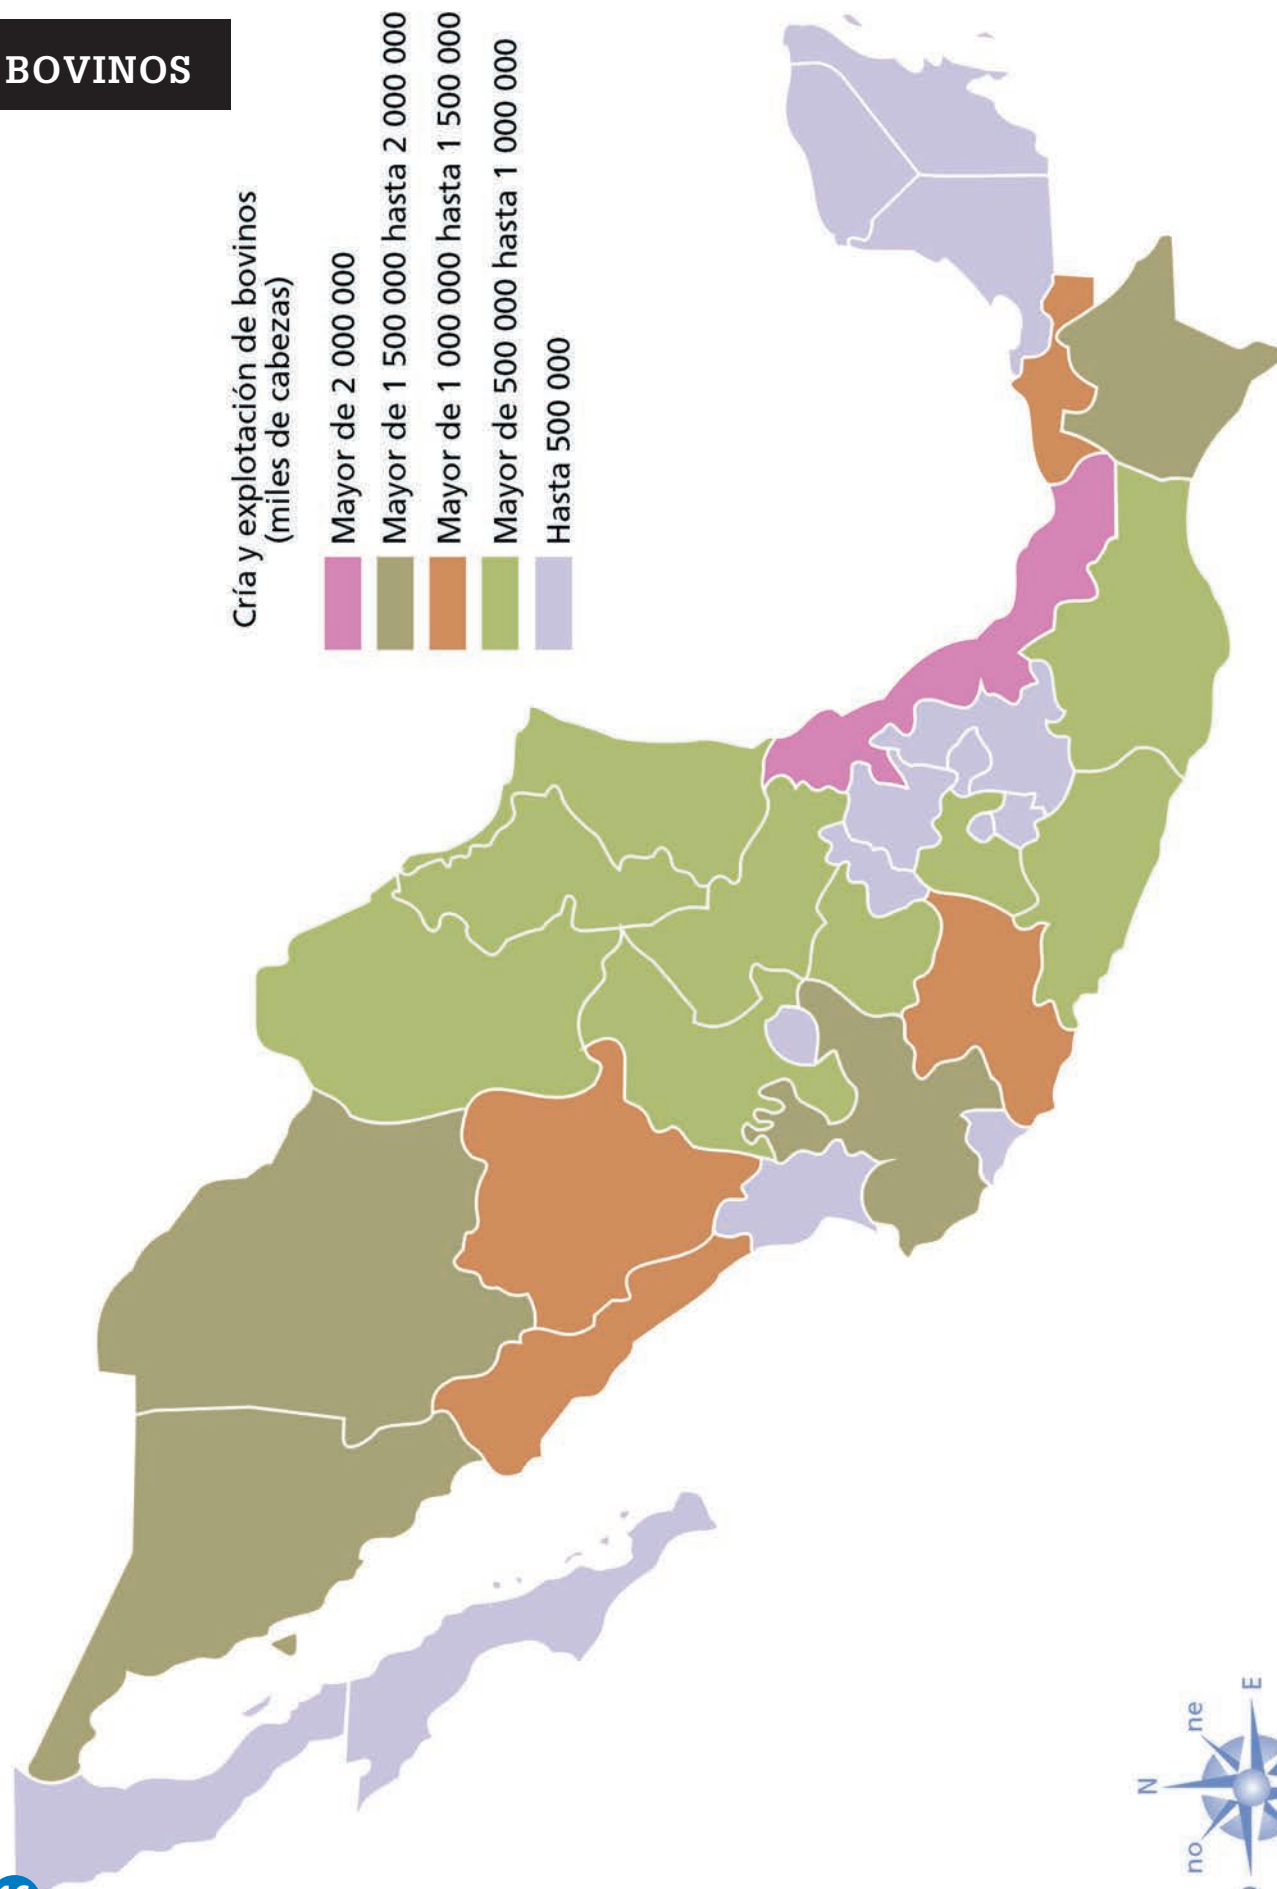 BOVINOS
Cría y explotación de bovinos
(miles de cabezas)
Mayor de 2 000 000
Mayor de 1 500 000 hasta 2 000 000
Mayor de 1 000 000 hasta 1 500 000
Mayor de 500 000 hasta 1 000 000
Hasta 500 000
N
no
ne
E